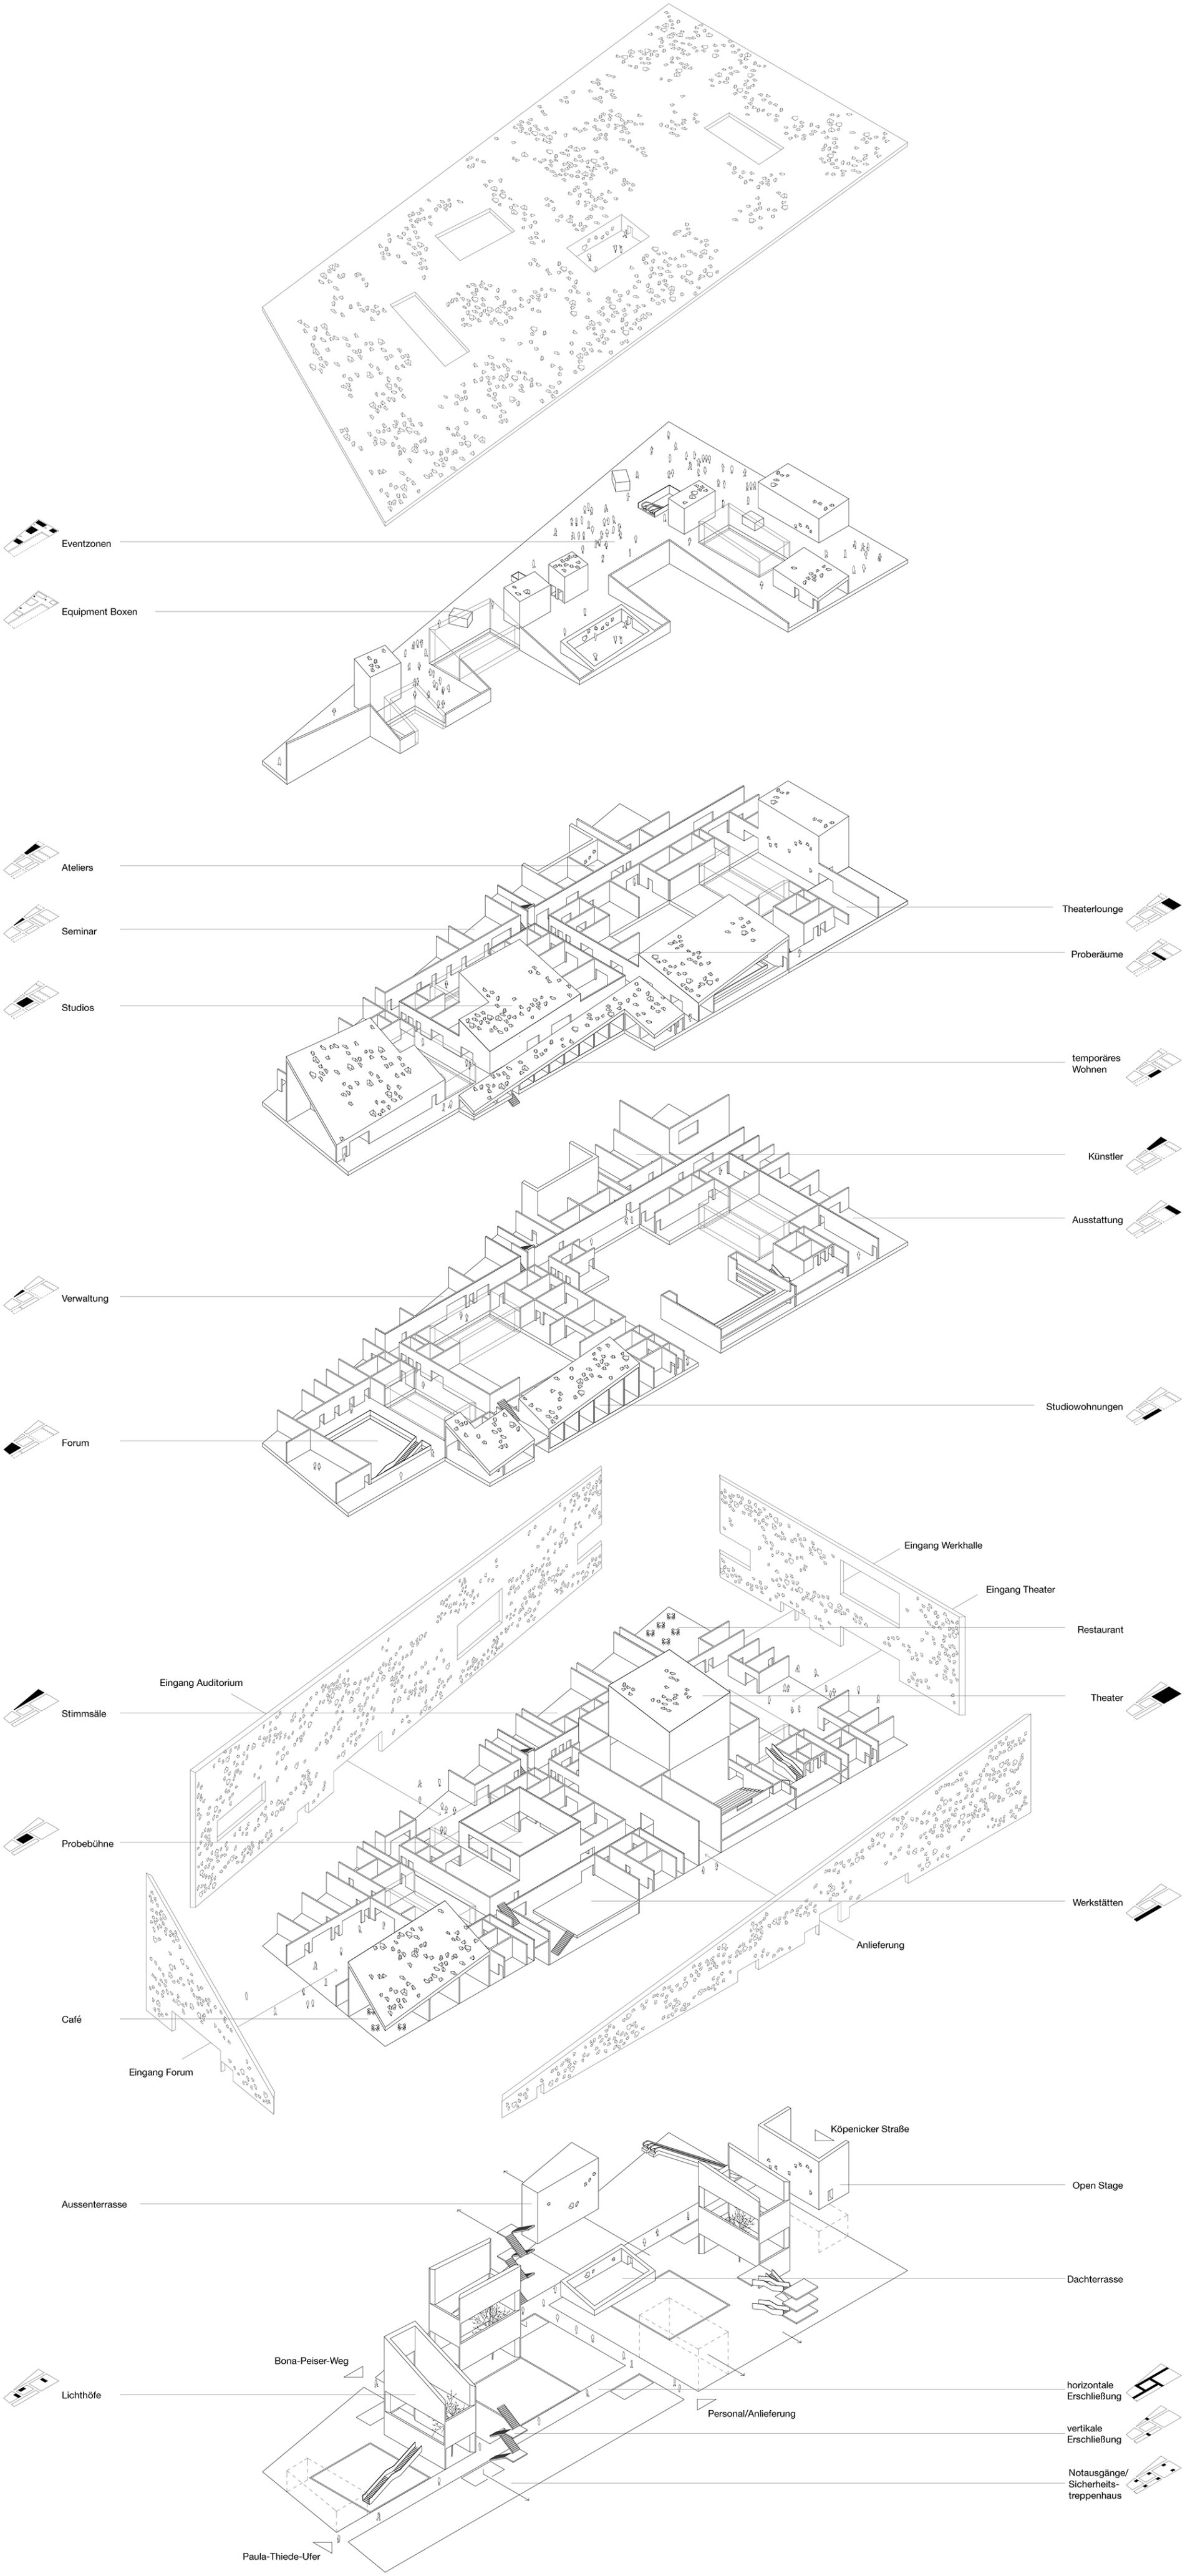 Eventzonen
Equipment Boxen
Ateliers
Theaterlounge
Seminar
Proberäume
Studios
temporäres
Wohnen
Künstler
Ausstattung
Verwaltung
Studiowohnungen
Forum
Eingang Werkhalle
Eingang Theater
Restaurant
Eingang Auditorium
Theater
Stimmsäle
Probebühne
Werkstätten
Anlieferung
Café
Eingang Forum
Köpenicker Straße
Open Stage
Aussenterrasse
Dachterrasse
Bona-Peiser-Weg
horizontale
Erschließung
Lichthöfe
Personal/Anlieferung
vertikale
Erschließung
Notausgänge/
Sicherheits-
treppenhaus
Paula-Thiede-Ufer